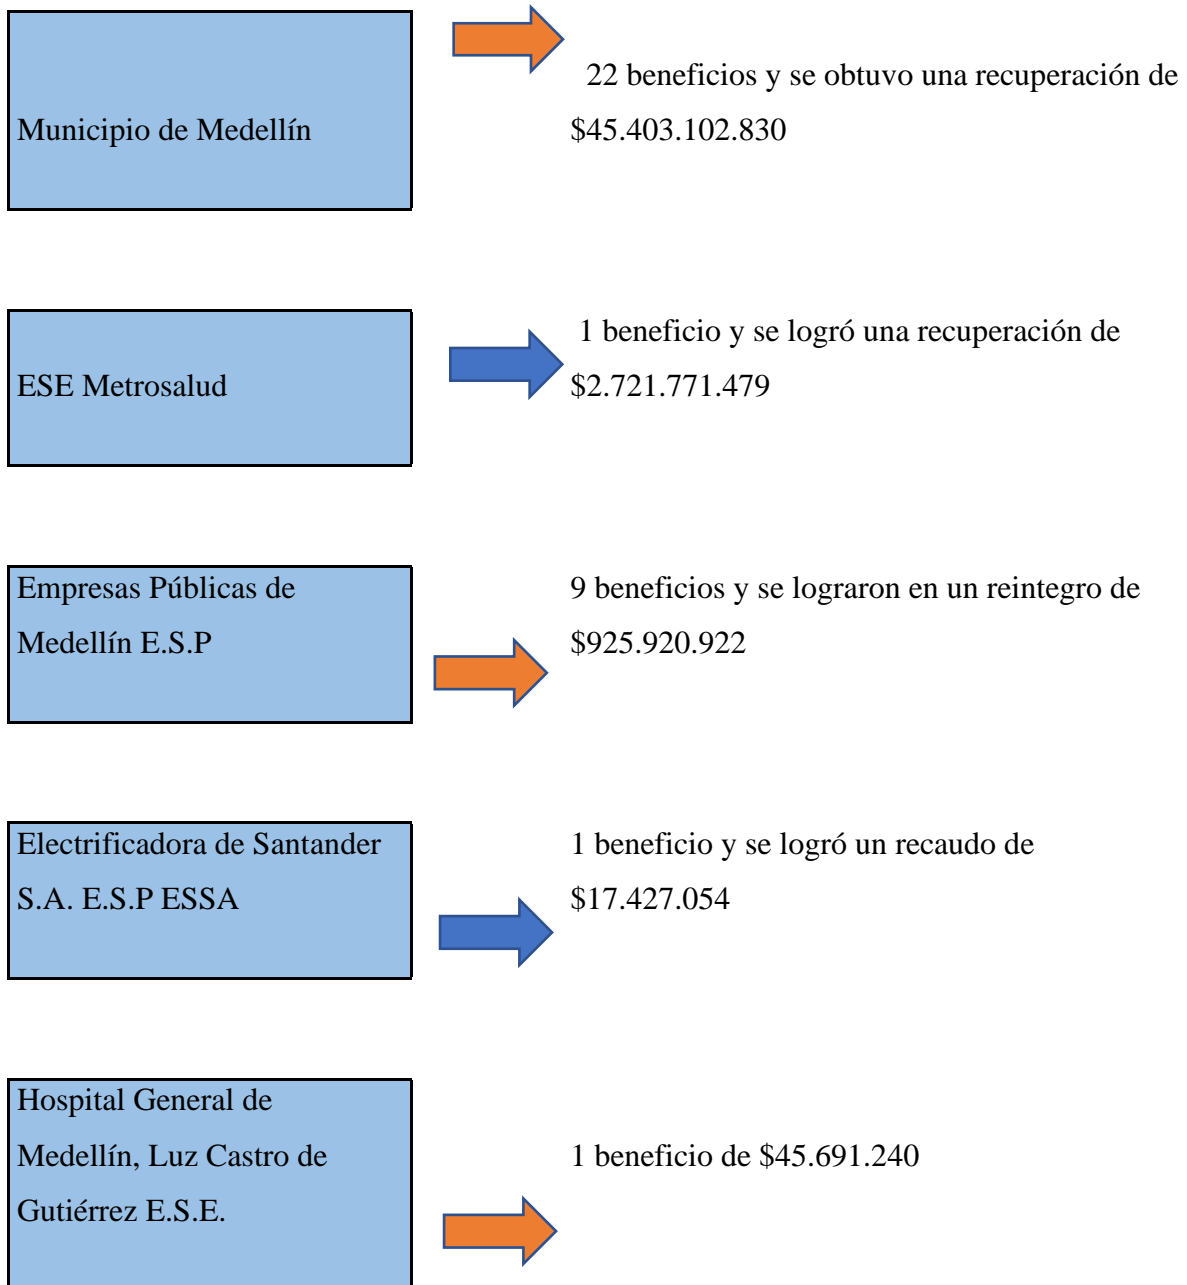 Municipio de Medellín
22 beneficios y se obtuvo una recuperación de
$45.403.102.830
ESE Metrosalud
1 beneficio y se logró una recuperación de
$2.721.771.479
Empresas Públicas de
Medellín E.S.P
9 beneficios y se lograron en un reintegro de
$925.920.922
Electrificadora de Santander
S.A. E.S.P ESSA
1 beneficio y se logró un recaudo de
$17.427.054
Hospital General de
Medellín, Luz Castro de
Gutiérrez E.S.E.
1 beneficio de $45.691.240